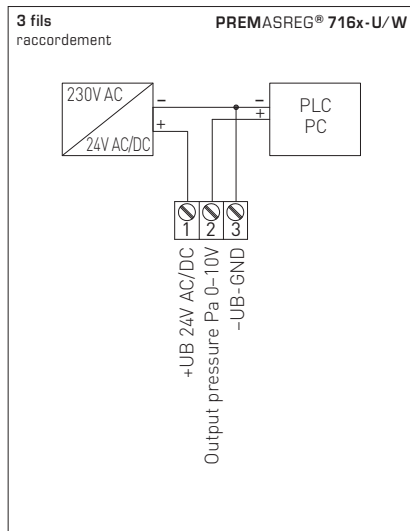 3 fils
raccordement
PREMASREG® 716x-U/W
230V AC
24V AC/DC
–
+
–
+
PLC
PC
1 2 3
+UB 24V AC/DC
Output pressure Pa 0–10V
–UB-GND